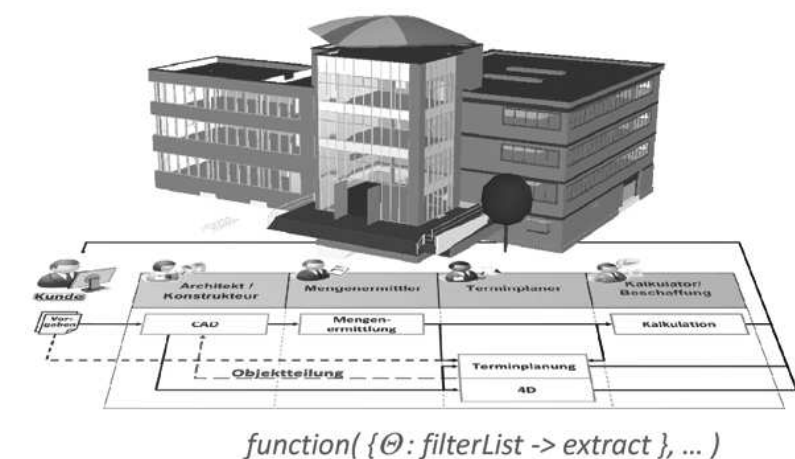 Kunde
Architekt /
Konstrukteur
Mengenermittler
Terminplaner
Kalkulator/
Beschaffung
Vor-
gaben
CAD
Mengen-
ermittlung
Kalkulation
Objektteilung
Terminplanung
4D
function( {Θ: filterList -> extract }, ... )